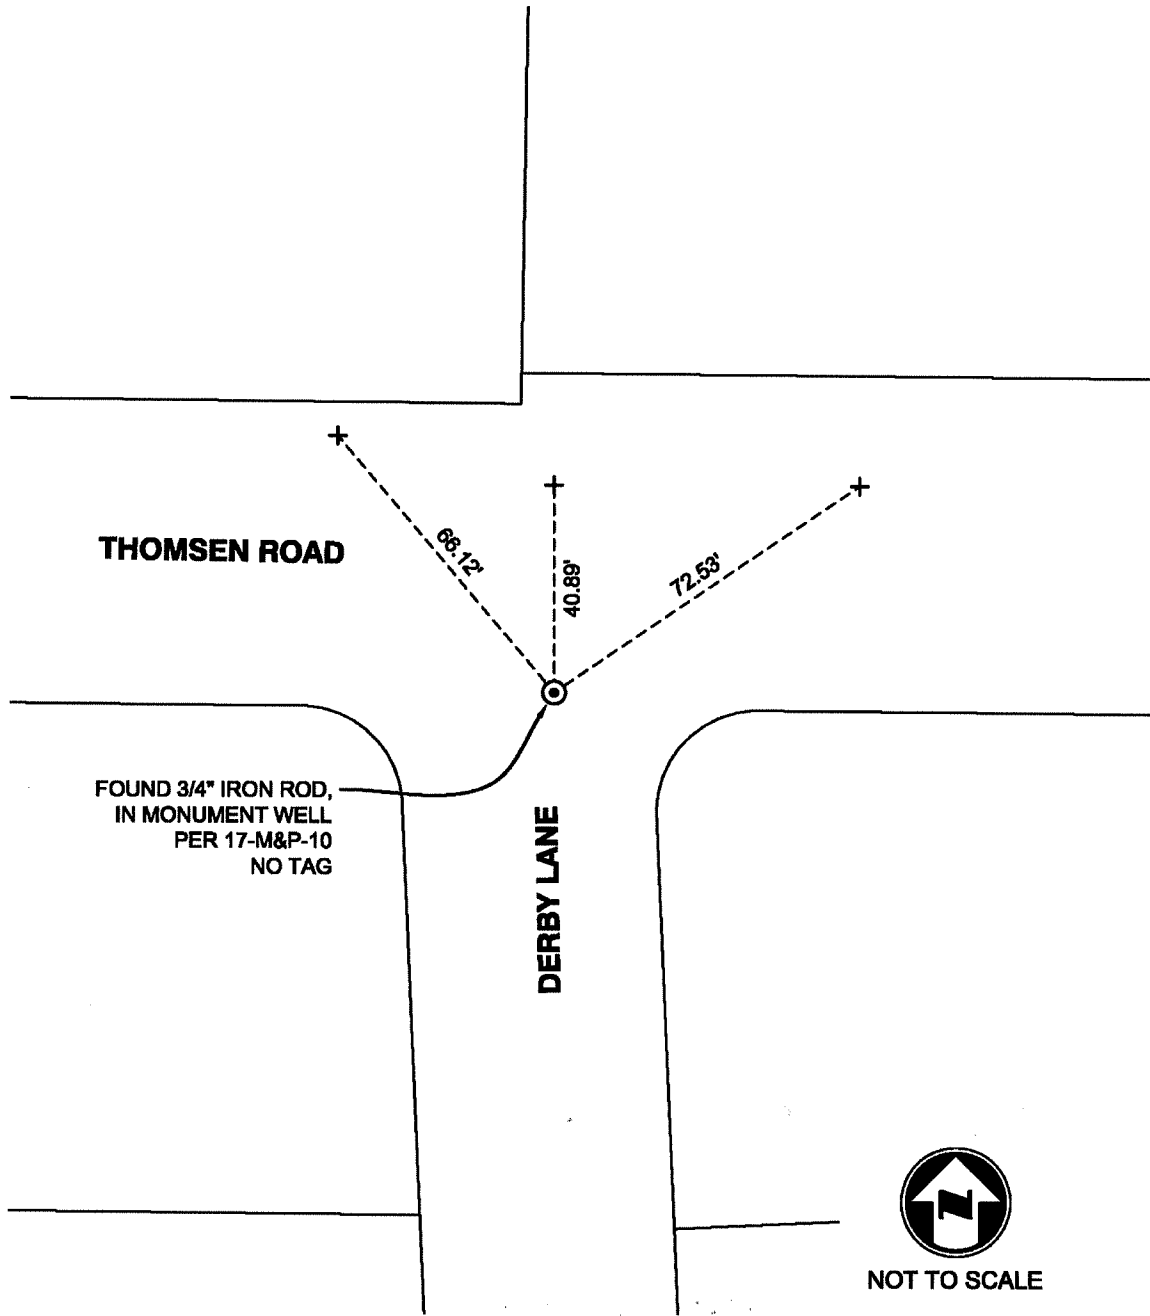 THOMSEN ROAD
66.12'
40.89'
72.53'
FOUND 3/4" IRON ROD,
IN MONUMENT WELL
PER 17-M&P-10
NO TAG
DERBY LANE
N
NOT TO SCALE